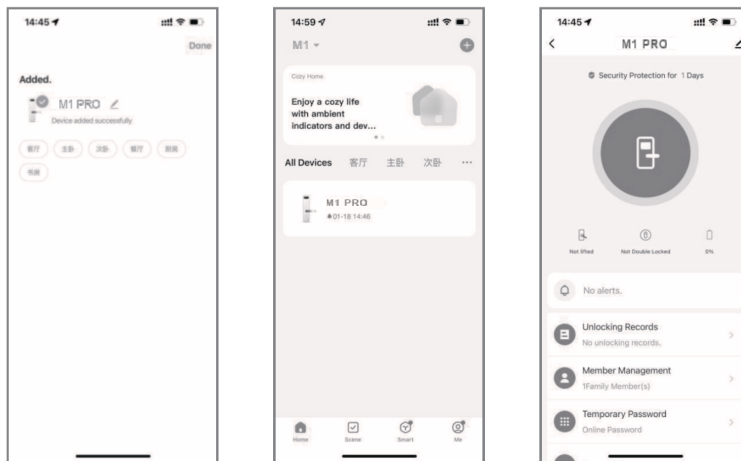 14:45
Done
Added.
M1 PRO
Device added successfully
客厅 主卧 次卧 餐厅 厨房
书房
14:59
M1
Cozy Home
Enjoy a cozy life
with ambient
indicators and dev...
All Devices 客厅 主卧 次卧 ...
M1 PRO
01-18 14:46
Home Scene Smart Me
14:45
M1 PRO
Security Protection for 1 Days
Not lifted Not Double Locked 0%
No alerts.
Unlocking Records
No unlocking records.
Member Management
1Family Member(s)
Temporary Password
Online Password